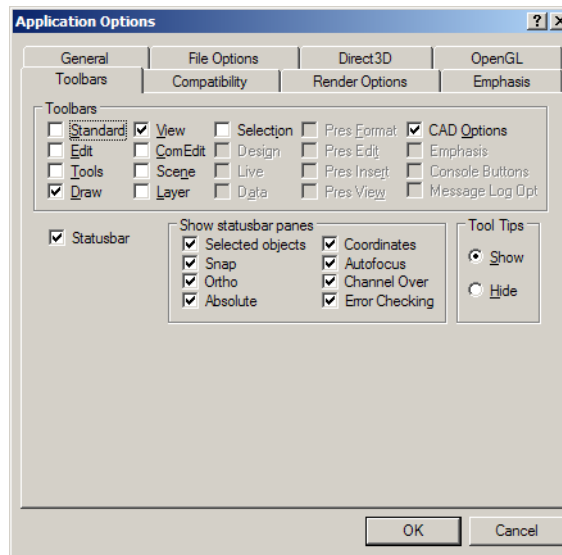 Application Options
General File Options Direct3D OpenGL
Toolbars Compatibility Render Options Emphasis
Toolbars
Standard View Selection Pres Format CAD Options
Edit ComEdit Design Pres Edit Emphasis
Tools Scene Live Pres Insert Console Buttons
Draw Layer Data Pres View Message Log Opt
Statusbar
Show statusbar panes
Selected objects Coordinates
Snap Autofocus
Ortho Channel Over
Absolute Error Checking
Tool Tips
Show
Hide
OK Cancel